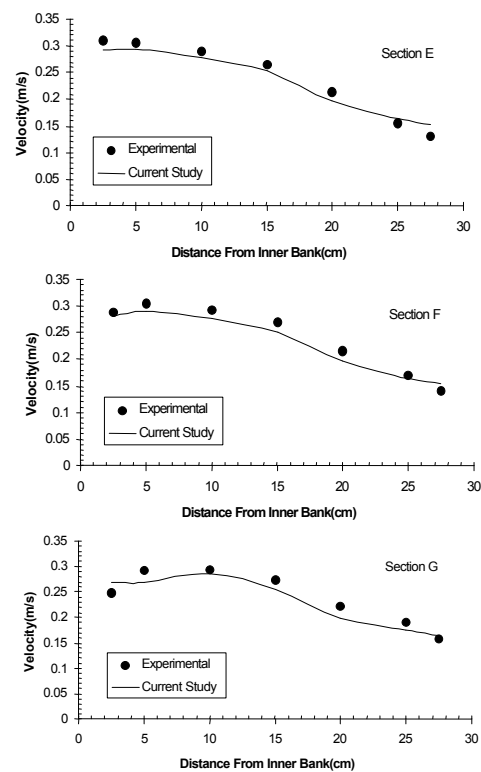 0.35
0.3
0.25
0.2
0.15
0.1
0.05
0
Velocity(m/s)
Section E
Experimental
Current Study
0 5 10 15 20 25 30
Distance From Inner Bank(cm)
0.35
0.3
0.25
0.2
0.15
0.1
0.05
0
Velocity(m/s)
Section F
Experimental
Current Study
0 5 10 15 20 25 30
Distance From Inner Bank(cm)
0.35
0.3
0.25
0.2
0.15
0.1
0.05
0
Velocity(m/s)
Section G
Experimental
Current Study
0 5 10 15 20 25 30
Distance From Inner Bank(cm)